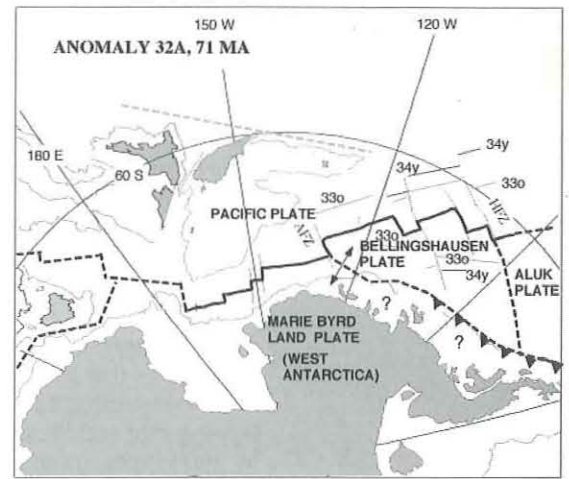 150 W
120 W
ANOMALY 32A, 71 MA
34y
180 E
34y
60 S
33o
33o
HFZ
PACIFIC PLATE
AFZ
33o
BELLINGSHAUSEN
PLATE
33o
34y
ALUK
PLATE
?
MARIE BYRD
LAND PLATE
(WEST
ANTARCTICA)
?